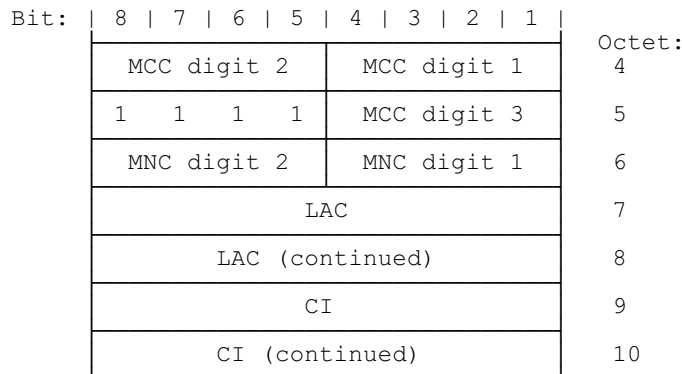 Bit: | 8 | 7 | 6 | 5 | 4 | 3 | 2 | 1 |
Octet:
MCC digit 2 MCC digit 1 4
1 1 1 1 MCC digit 3 5
MNC digit 2 MNC digit 1 6
LAC 7
LAC (continued) 8
CI 9
CI (continued) 10